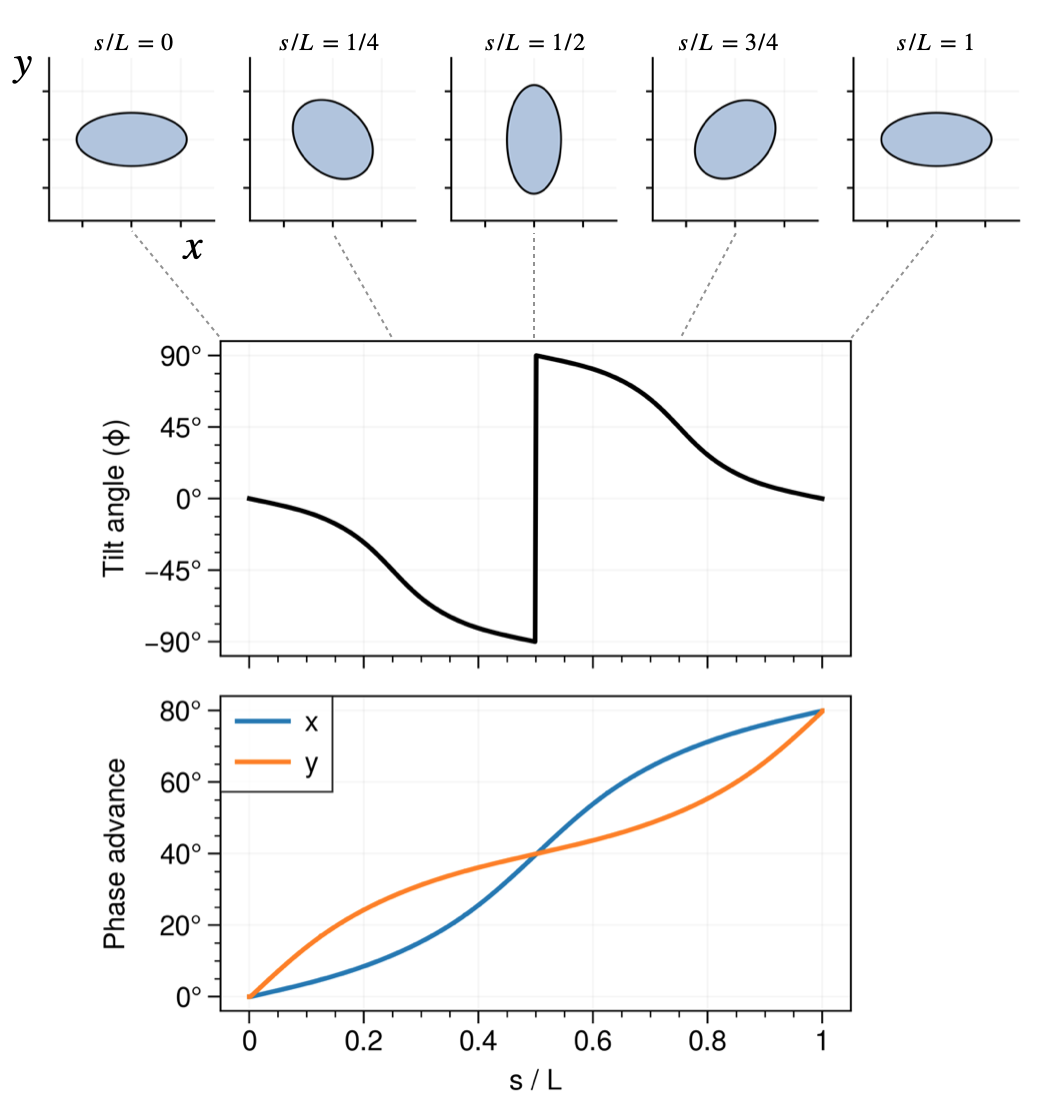 s/L = 0
s/L = 1/4
s/L = 1/2
s/L = 3/4
s/L = 1
y
x
90°
45°
0°
−45°
−90°
Tilt angle (ϕ)
x
y
80°
60°
40°
20°
0°
Phase advance
0
0.2
0.4
0.6
0.8
1
s / L